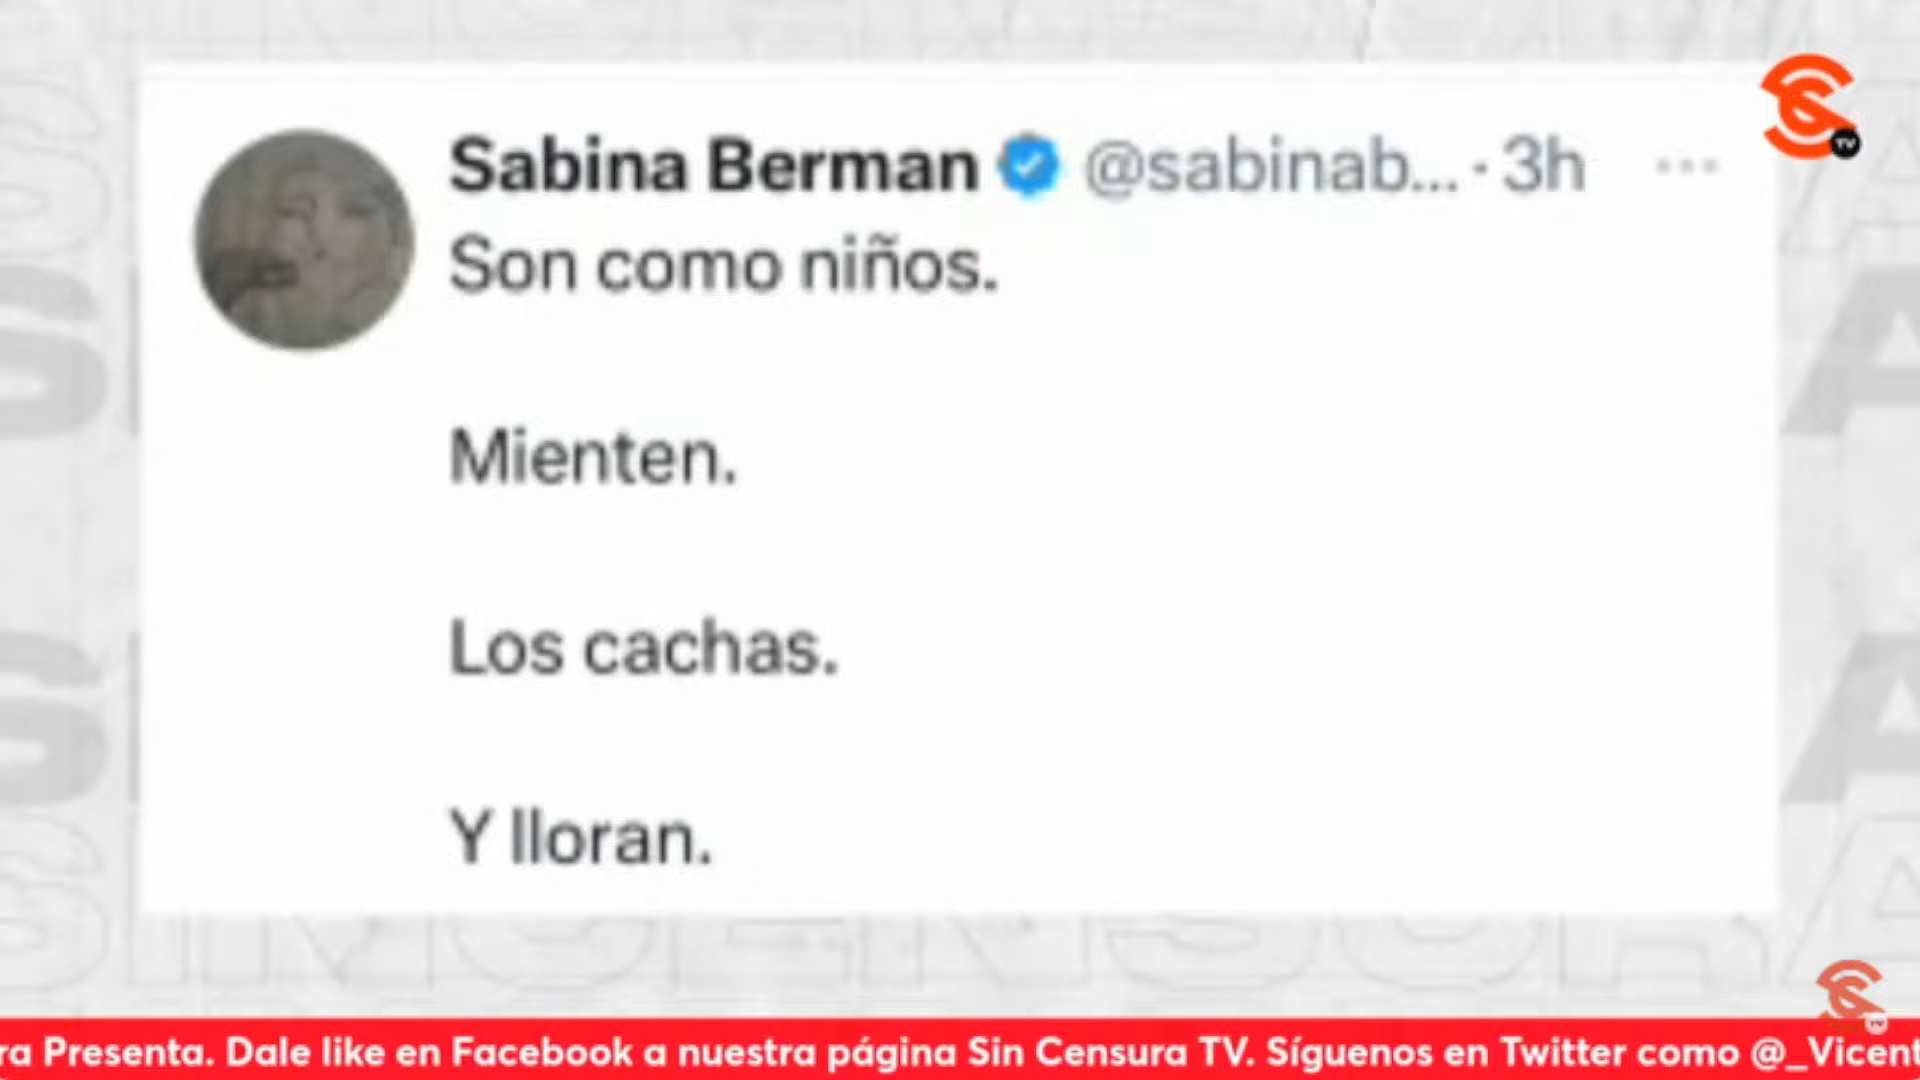 Sabina Berman @sabinab... · 3h ...
Son como niños.
Mienten.
Los cachas.
Y lloran.
TV
ra Presenta. Dale like en Facebook a nuestra página Sin Censura TV. Síguenos en Twitter como @_Vicent